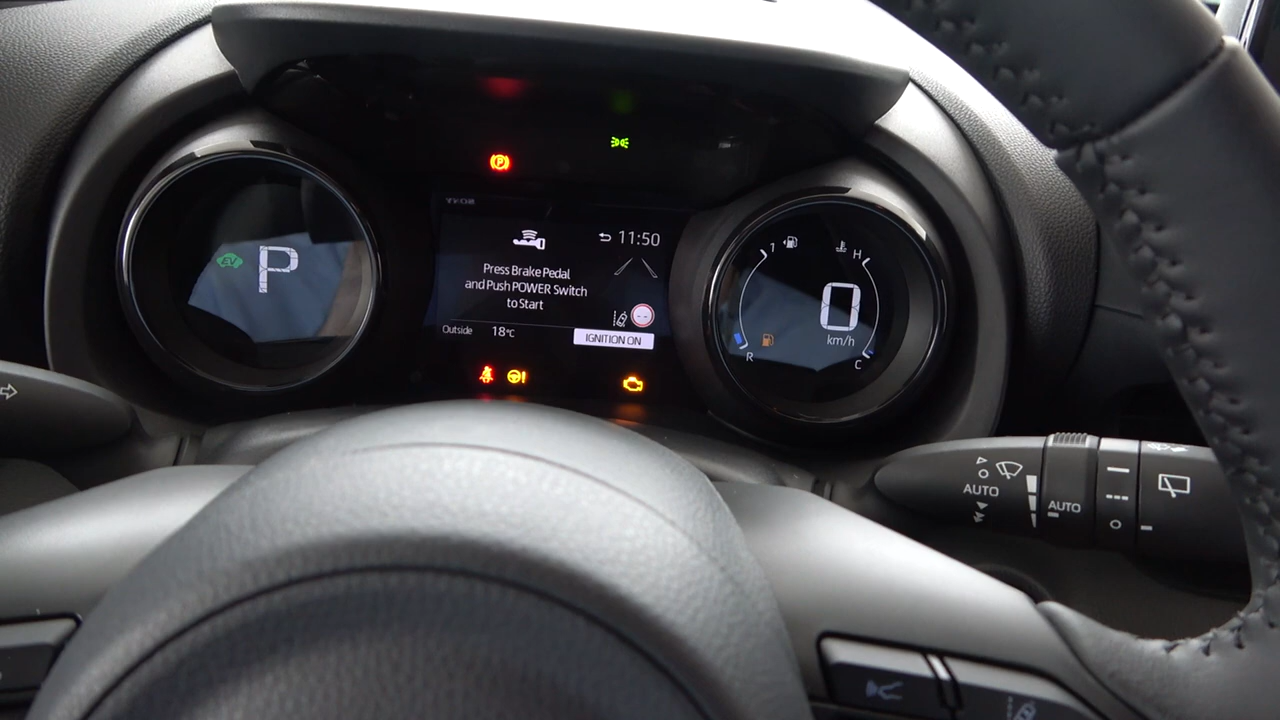 P
EV
P
11:50
Press Brake Pedal
and Push POWER Switch
to Start
Outside 18°C
IGNITION ON
1
H
0
km/h
R
C
AUTO
AUTO